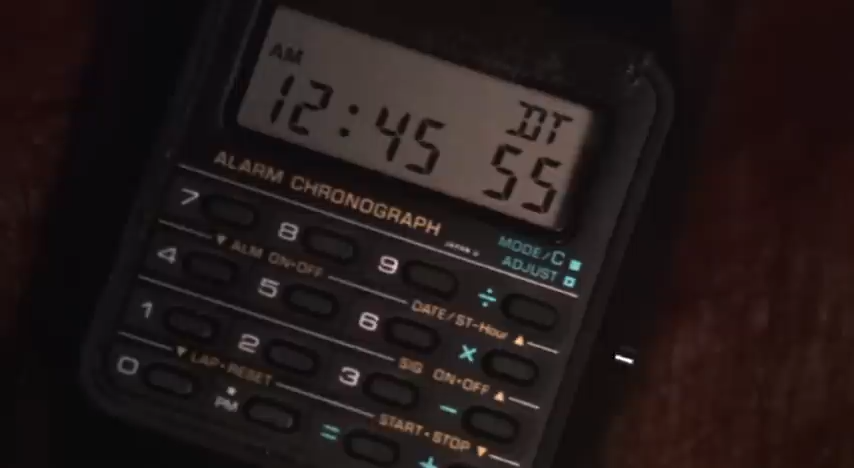 AM
DT
12:45 55
ALARM CHRONOGRAPH
JAPAN
MODE/C
ADJUST
7 8 9 ÷
▼ ALM ON·OFF
DATE/ST-Hour ▲
4 5 6 ×
SIG ON·OFF ▲
1 2 3 −
▼ LAP·RESET
START·STOP ▼
0 • = +
PM